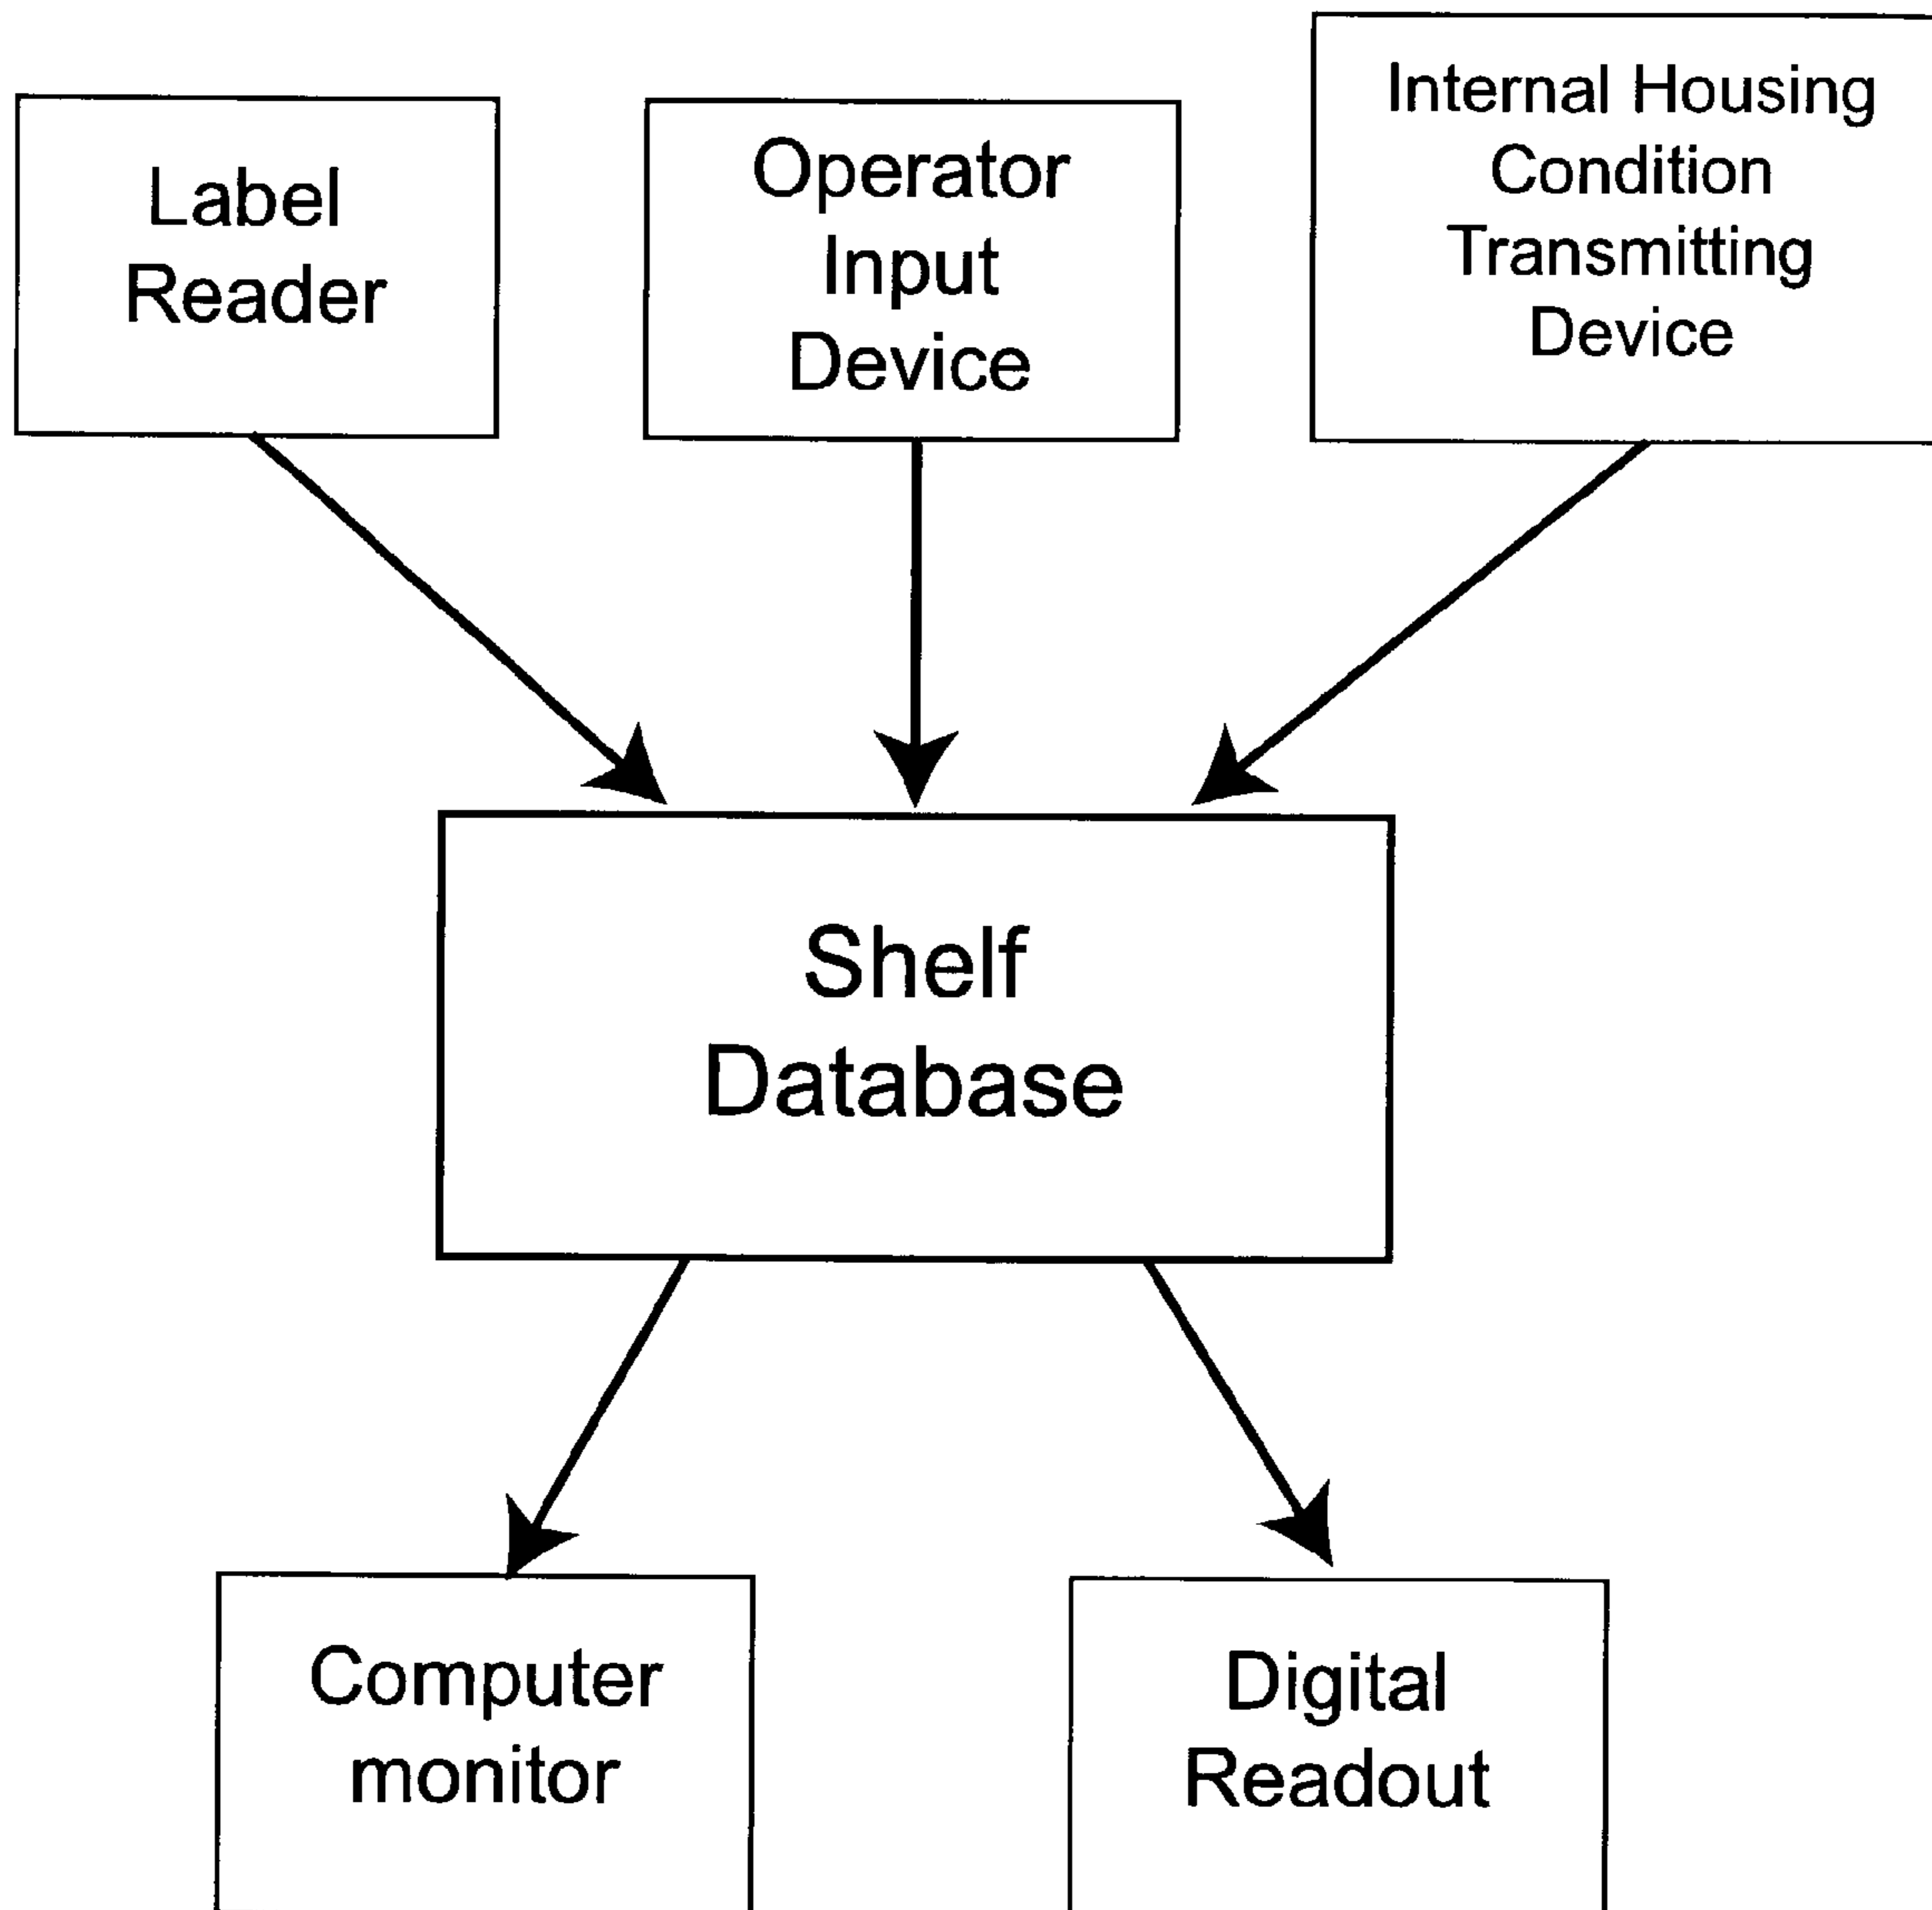 Label
Reader
Operator
Input
Device
Internal Housing
Condition
Transmitting
Device
Shelf
Database
Computer
monitor
Digital
Readout